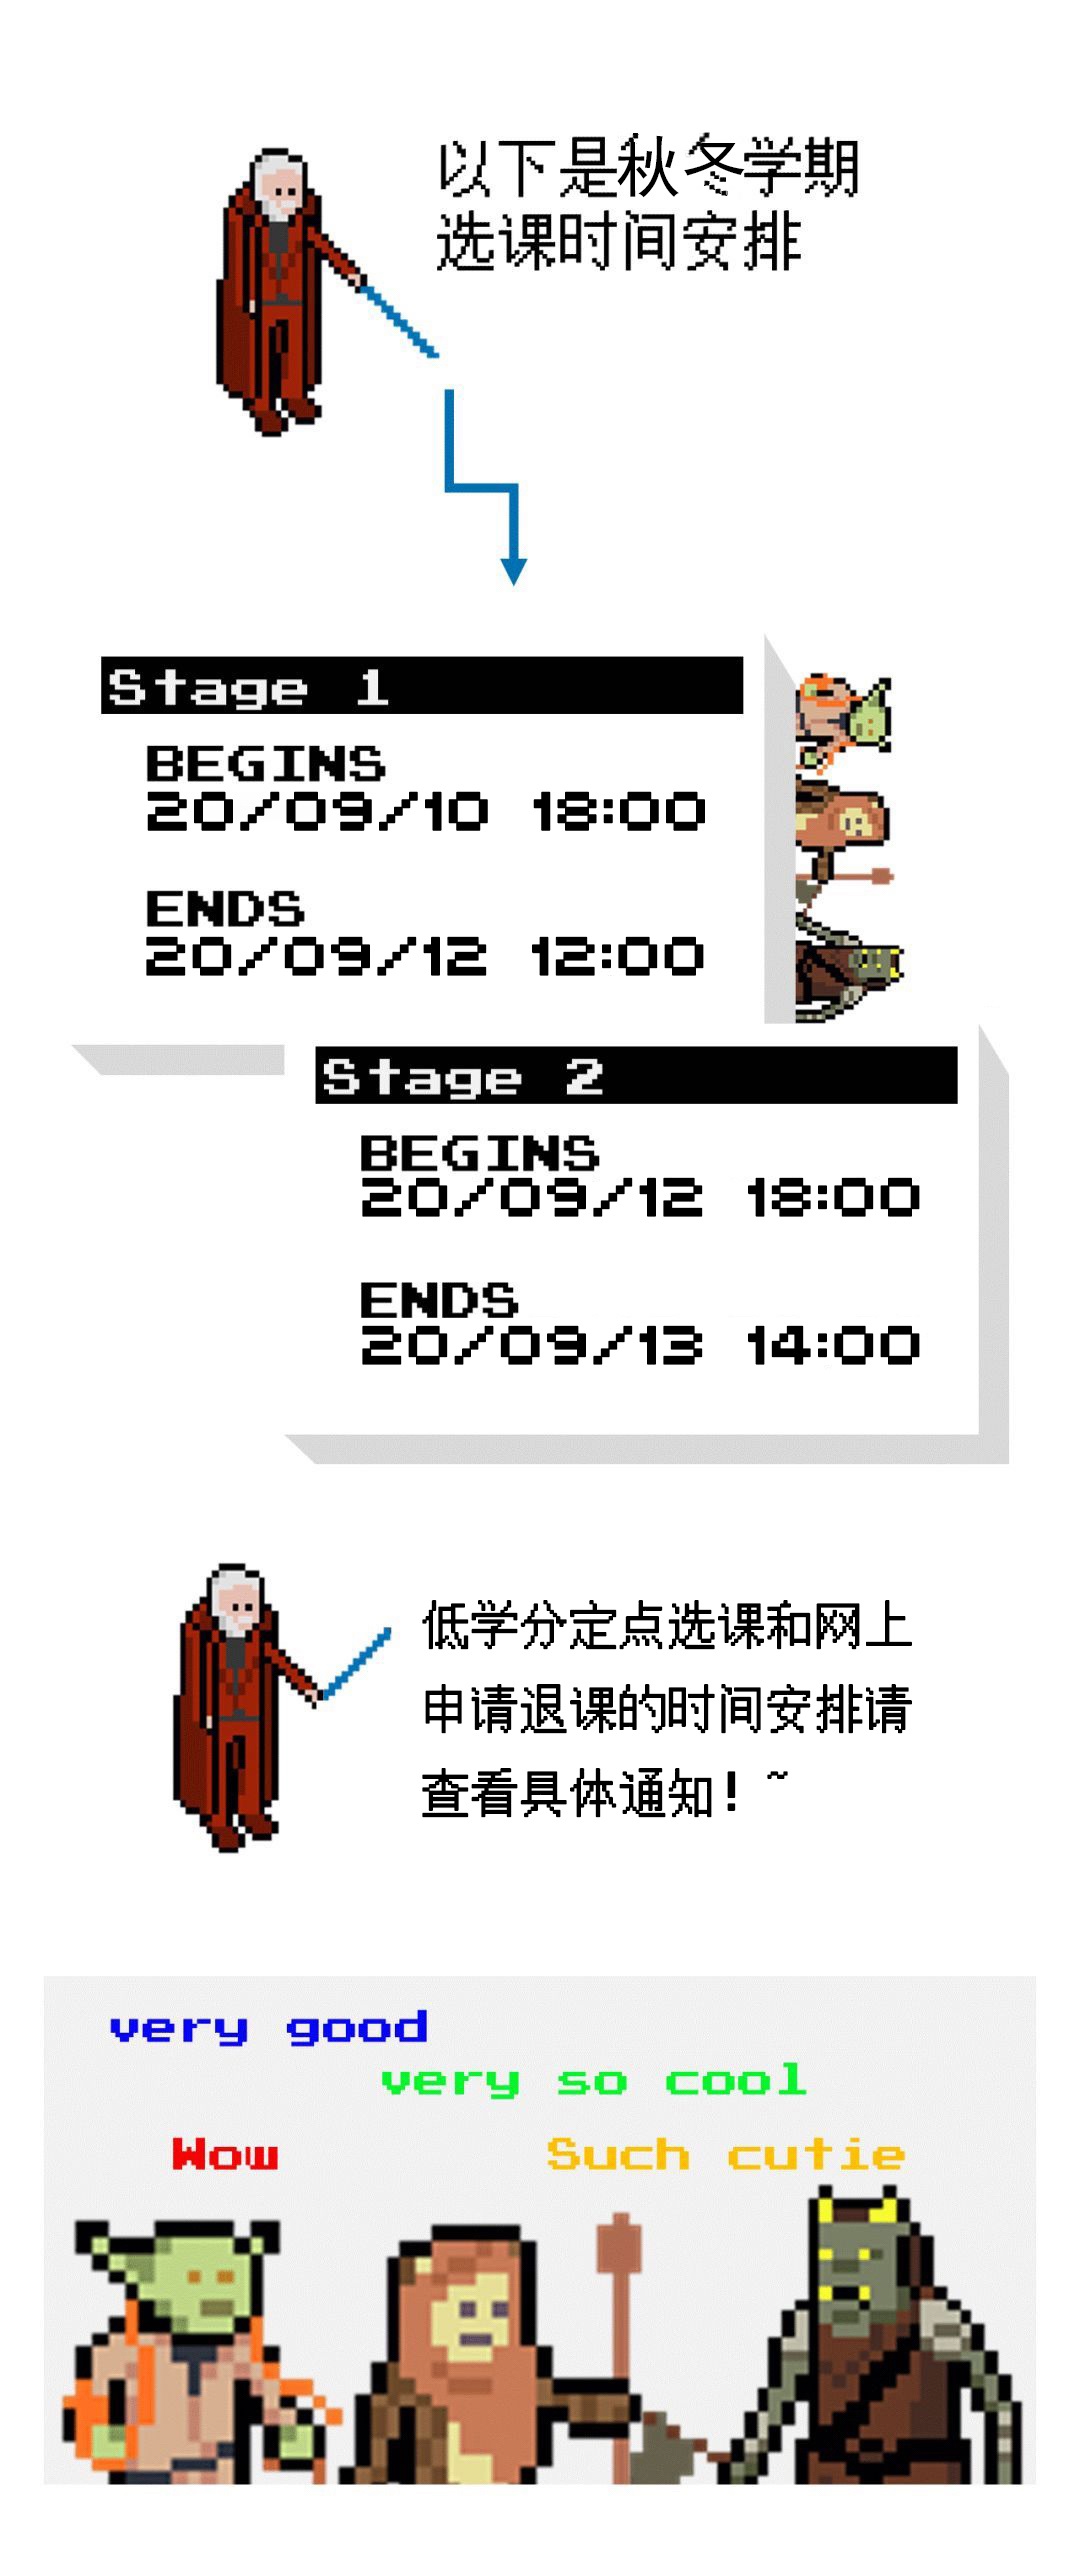 以下是秋冬学期
选课时间安排
Stage 1
BEGINS
20/09/10 18:00
ENDS
20/09/12 12:00
Stage 2
BEGINS
20/09/12 18:00
ENDS
20/09/13 14:00
低学分定点选课和网上
申请退课的时间安排请
查看具体通知!~
very good
very so cool
Wow
Such cutie